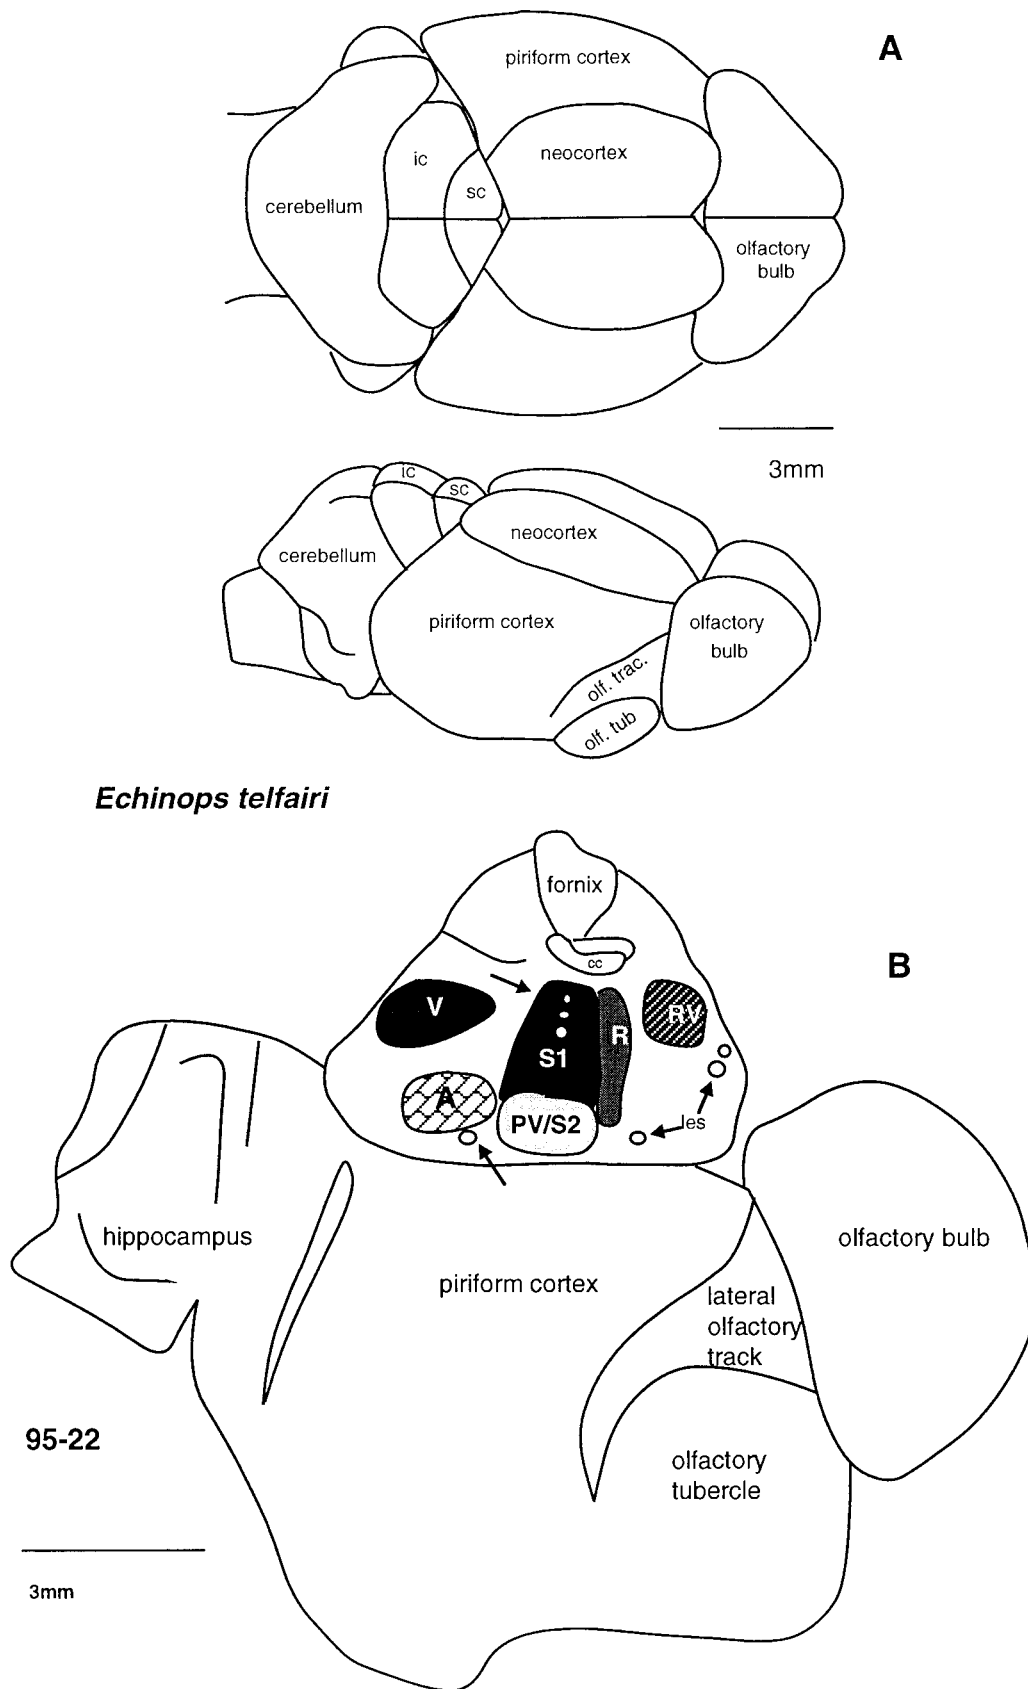 A
piriform cortex
neocortex
ic
sc
cerebellum
olfactory
bulb
3mm
ic
sc
neocortex
cerebellum
piriform cortex
olfactory
bulb
olf. trac.
olf. tub
Echinops telfairi
fornix
cc
B
V
S1
R
RV
A
PV/S2
les
hippocampus
piriform cortex
olfactory bulb
lateral
olfactory
track
95-22
olfactory
tubercle
3mm